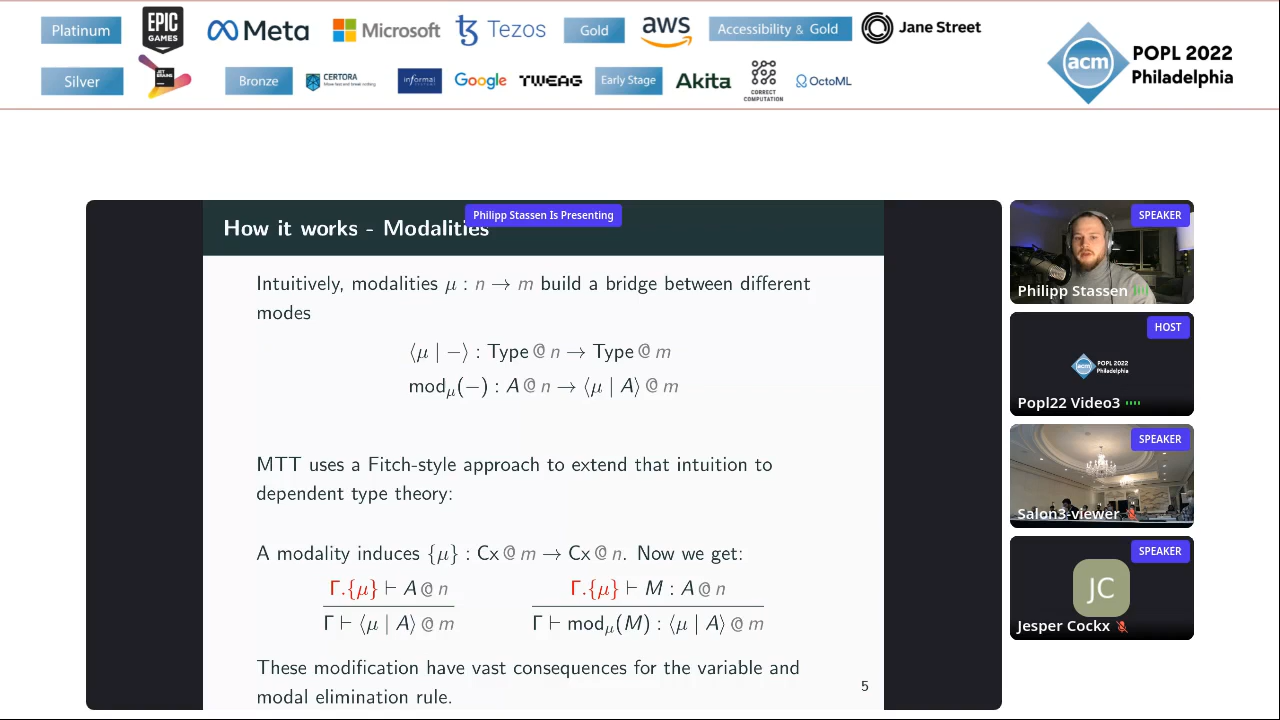 Platinum
EPIC GAMES
Meta
Microsoft
Tezos
Gold
aws
Accessibility & Gold
Jane Street
Silver
JET BRAINS
Bronze
CERTORA
informal
Google
TWEAG
Early Stage
Akita
CORRECT COMPUTATION
OctoML
acm
POPL 2022
Philadelphia
How it works - Modalities
Philipp Stassen Is Presenting
Intuitively, modalities μ : n → m build a bridge between different
modes
⟨μ | −⟩ : Type @ n → Type @ m
mod_μ(−) : A @ n → ⟨μ | A⟩ @ m
MTT uses a Fitch-style approach to extend that intuition to
dependent type theory:
A modality induces {μ} : Cx @ m → Cx @ n. Now we get:
Γ.{μ} ⊢ A @ n
Γ ⊢ ⟨μ | A⟩ @ m
Γ.{μ} ⊢ M : A @ n
Γ ⊢ mod_μ(M) : ⟨μ | A⟩ @ m
These modification have vast consequences for the variable and
modal elimination rule.
5
SPEAKER
Philipp Stassen
HOST
acm
POPL 2022
Philadelphia
Popl22 Video3
SPEAKER
Salon3-viewer
SPEAKER
JC
Jesper Cockx